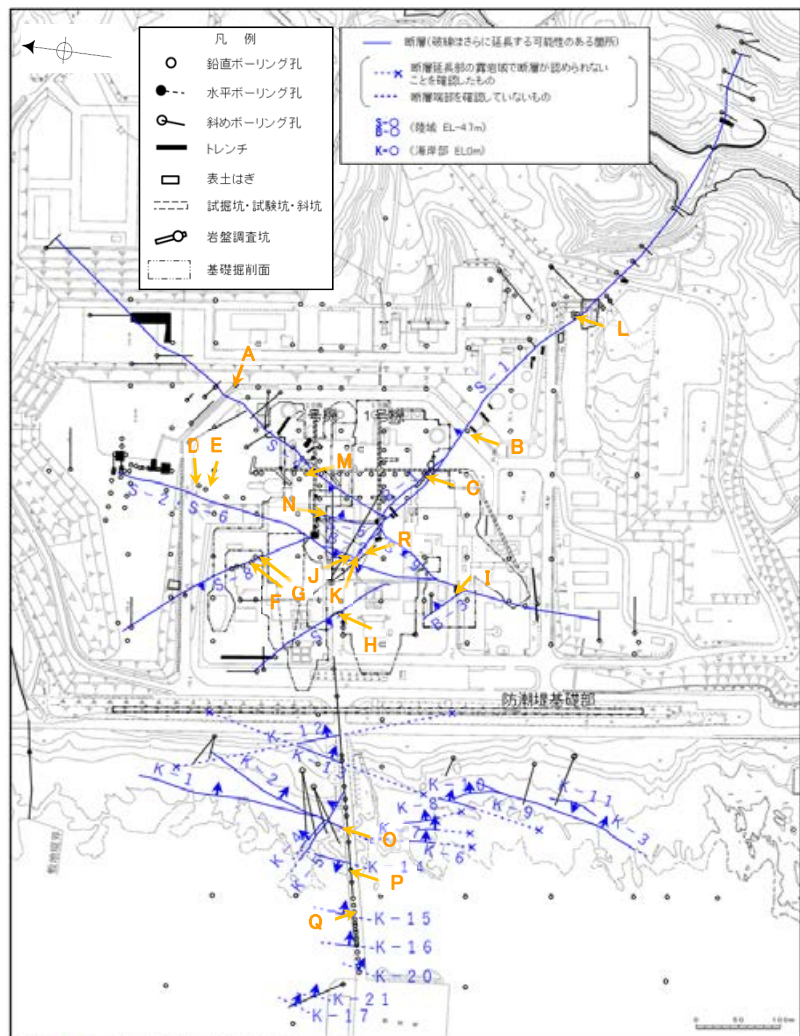 凡 例
鉛直ボーリング孔
水平ボーリング孔
斜めボーリング孔
トレンチ
表土はぎ
試掘坑・試験坑・斜坑
岩盤調査坑
基礎掘削面
断層(破線はさらに延長する可能性のある箇所)
断層延長部の露岩域で断層が認められない
ことを確認したもの
断層端部を確認していないもの
S-○
B-○
(陸域 EL-4.7m)
K-○
(海岸部 EL0m)
L
A
S-1
2号機
1号機
B
D
E
M
C
S-2
S-6
N
R
S-8
J
K
I
F
G
B-3
H
防潮堤基礎部
K-12
K-13
K-1
K-2
K-10
K-8
K-9
K-11
K-3
K-7
K-6
K-4
K-5
O
K-14
P
Q
K-15
K-16
K-20
K-21
K-17
0
50
100m